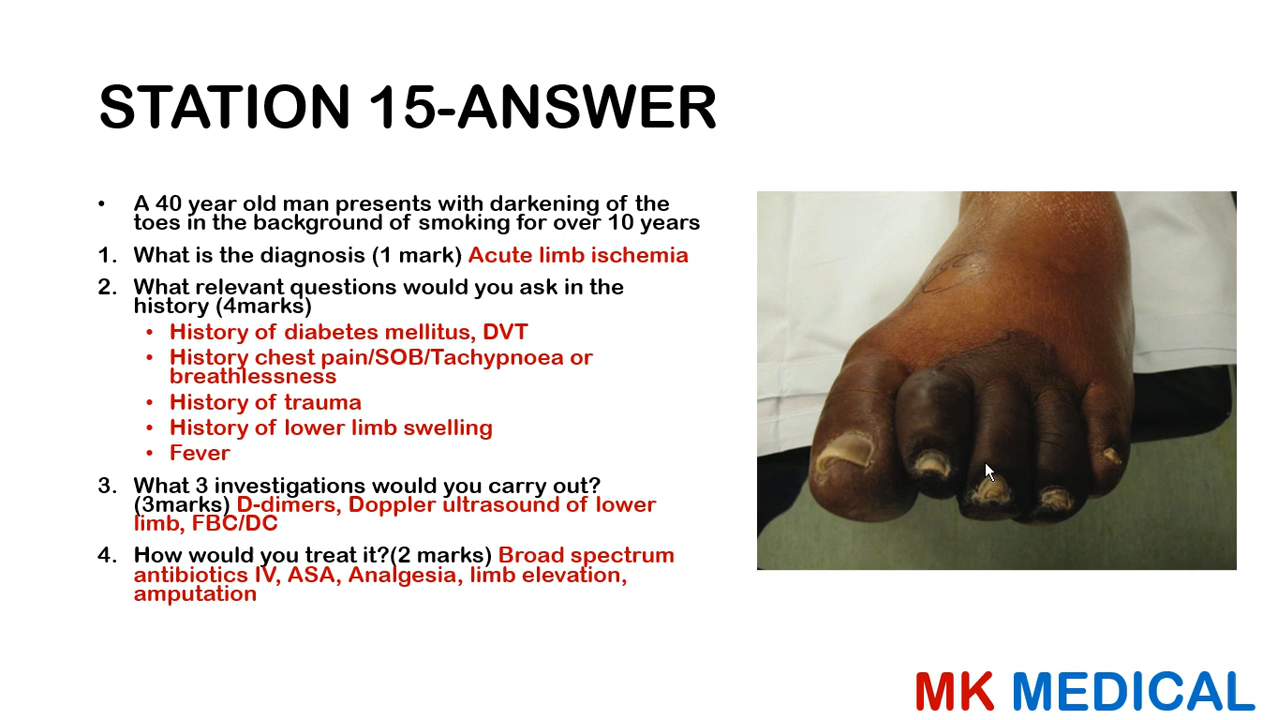 STATION 15-ANSWER
• A 40 year old man presents with darkening of the
toes in the background of smoking for over 10 years
1. What is the diagnosis (1 mark) Acute limb ischemia
2. What relevant questions would you ask in the
history (4marks)
• History of diabetes mellitus, DVT
• History chest pain/SOB/Tachypnoea or
breathlessness
• History of trauma
• History of lower limb swelling
• Fever
3. What 3 investigations would you carry out?
(3marks) D-dimers, Doppler ultrasound of lower
limb, FBC/DC
4. How would you treat it?(2 marks) Broad spectrum
antibiotics IV, ASA, Analgesia, limb elevation,
amputation
MK MEDICAL